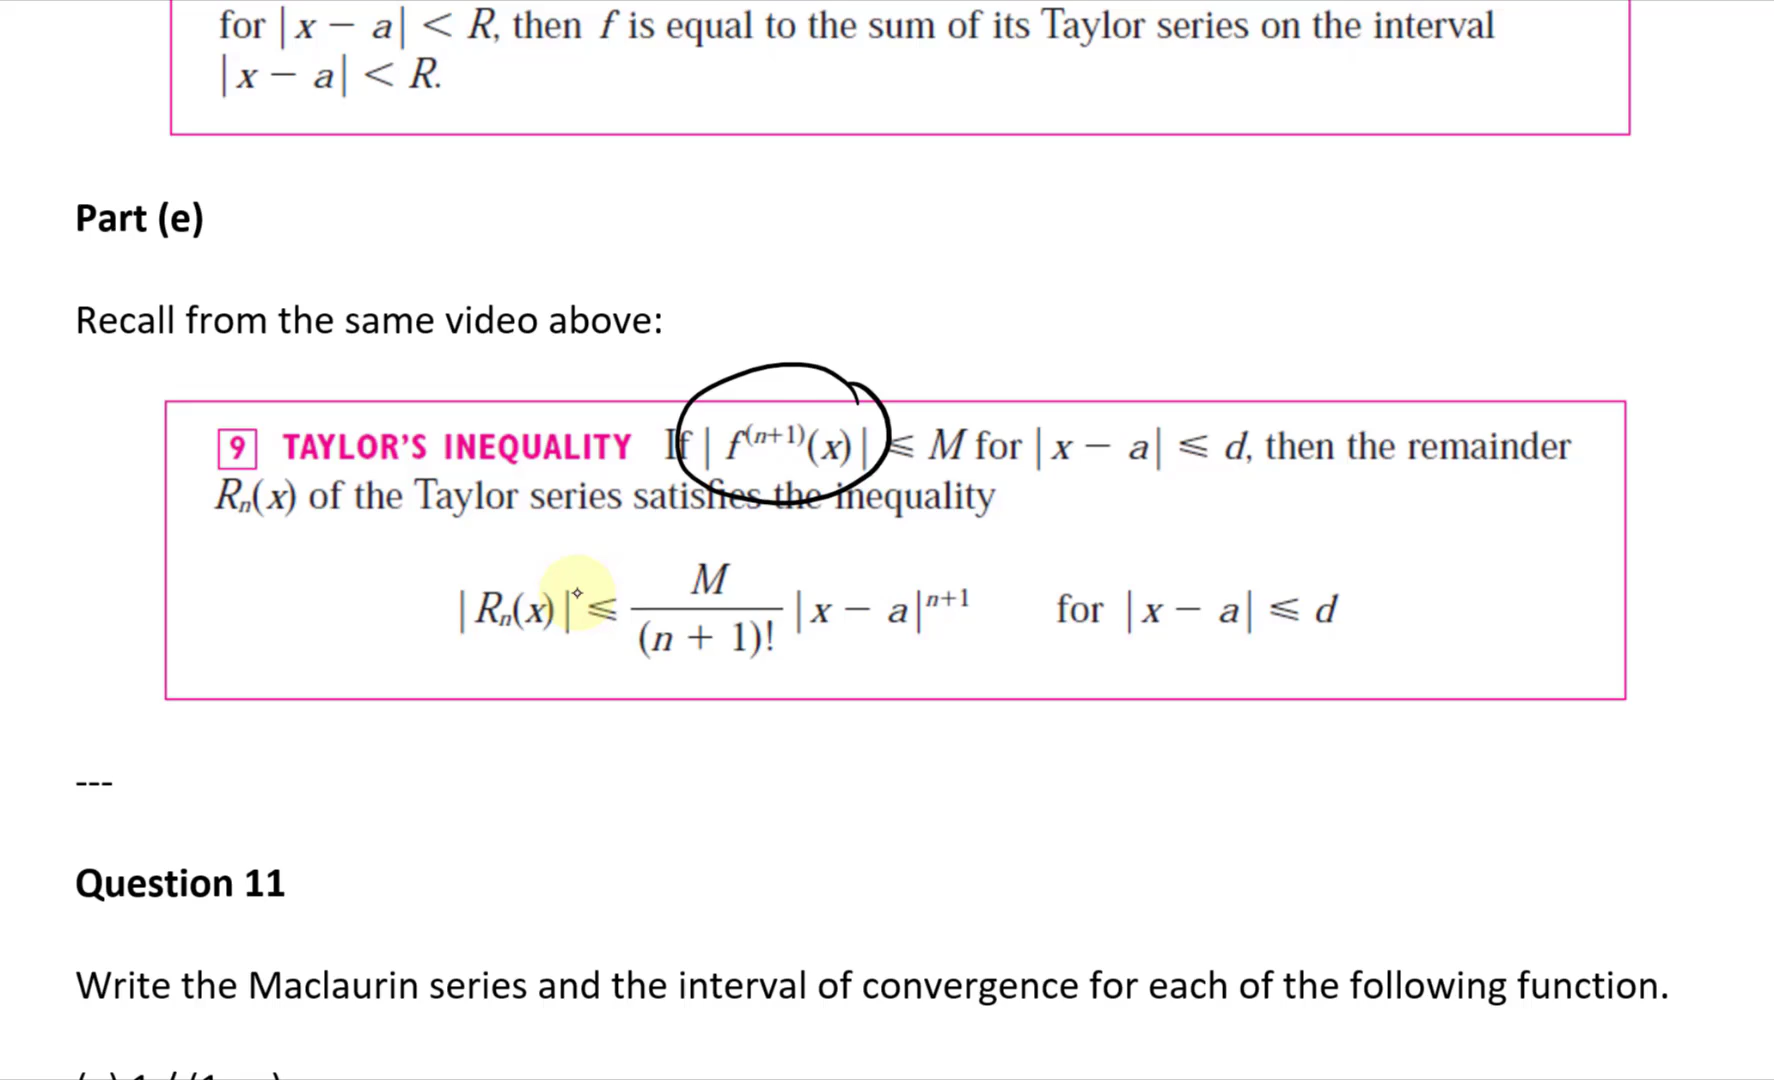 for |x − a| < R, then f is equal to the sum of its Taylor series on the interval
|x − a| < R.
Part (e)
Recall from the same video above:
9 TAYLOR'S INEQUALITY If | f⁽ⁿ⁺¹⁾(x)| ⩽ M for |x − a| ⩽ d, then the remainder
Rₙ(x) of the Taylor series satisfies the inequality
|Rₙ(x)| ⩽ M/(n + 1)! |x − a|ⁿ⁺¹ for |x − a| ⩽ d
---
Question 11
Write the Maclaurin series and the interval of convergence for each of the following function.